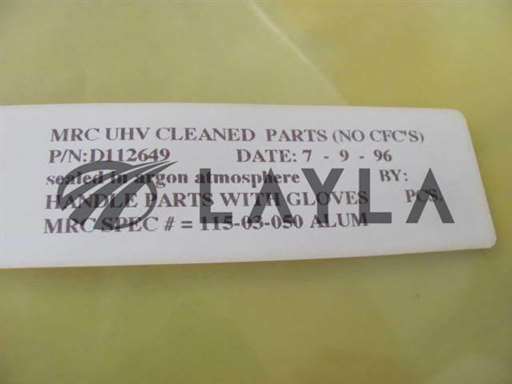 MRC UHV CLEANED PARTS (NO CFC'S)
P/N:D112649 DATE: 7 - 9 - 96
sealed in argon atmosphere BY:
HANDLE PARTS WITH GLOVES PCS
MRC SPEC # = 115-03-050 ALUM
LAYLA